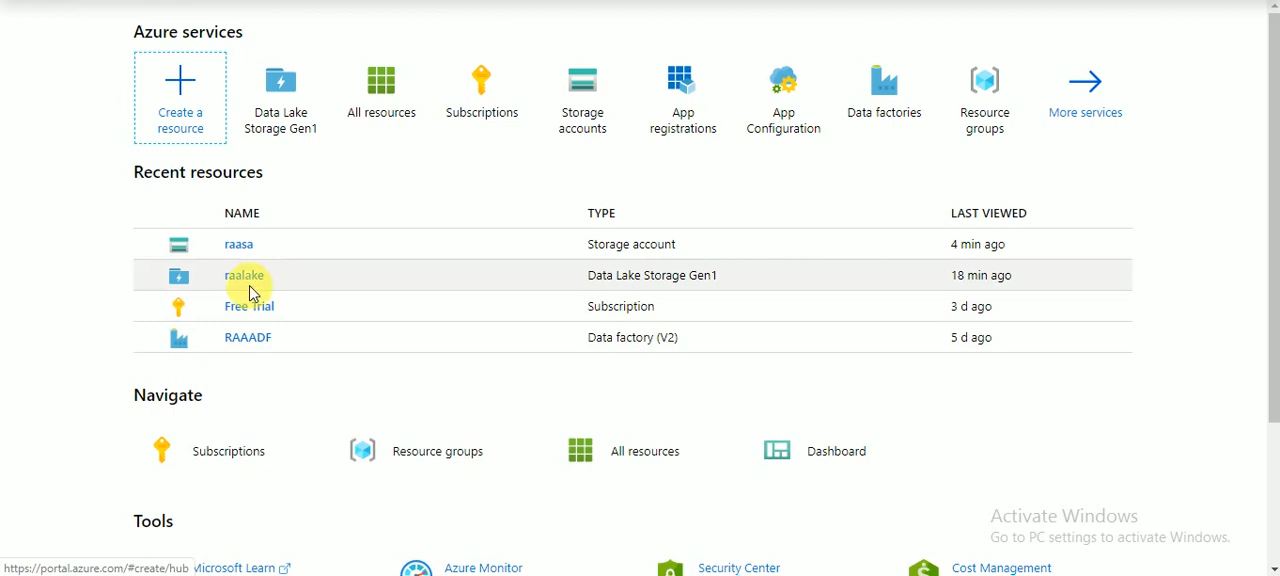 Azure services
Create a resource
Data Lake Storage Gen1
All resources
Subscriptions
Storage accounts
App registrations
App Configuration
Data factories
Resource groups
More services
Recent resources
NAME TYPE LAST VIEWED
raasa Storage account 4 min ago
raalake Data Lake Storage Gen1 18 min ago
Free Trial Subscription 3 d ago
RAAADF Data factory (V2) 5 d ago
Navigate
Subscriptions Resource groups All resources Dashboard
Tools
Activate Windows
Go to PC settings to activate Windows.
https://portal.azure.com/#create/hub
Microsoft Learn Azure Monitor Security Center Cost Management